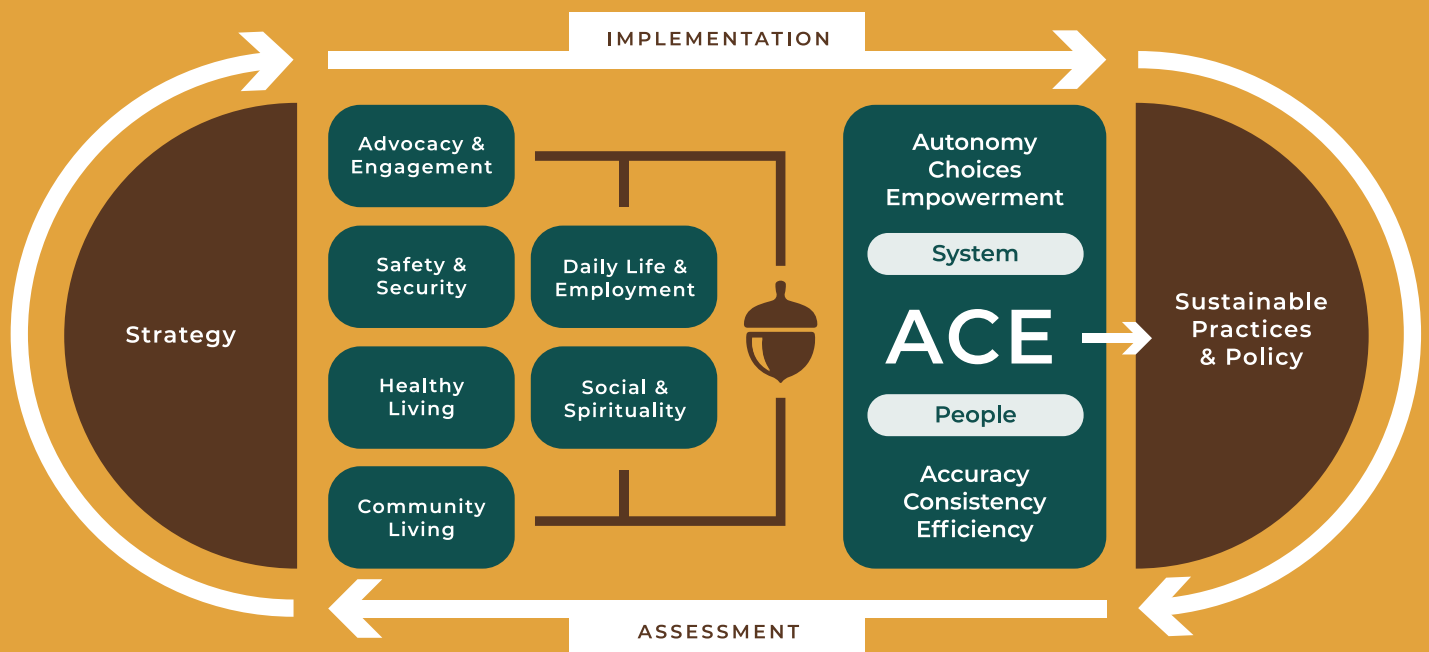 IMPLEMENTATION
Strategy
Advocacy &
Engagement
Safety &
Security
Healthy
Living
Community
Living
Daily Life &
Employment
Social &
Spirituality
Autonomy
Choices
Empowerment
System
ACE
People
Accuracy
Consistency
Efficiency
Sustainable
Practices
& Policy
ASSESSMENT